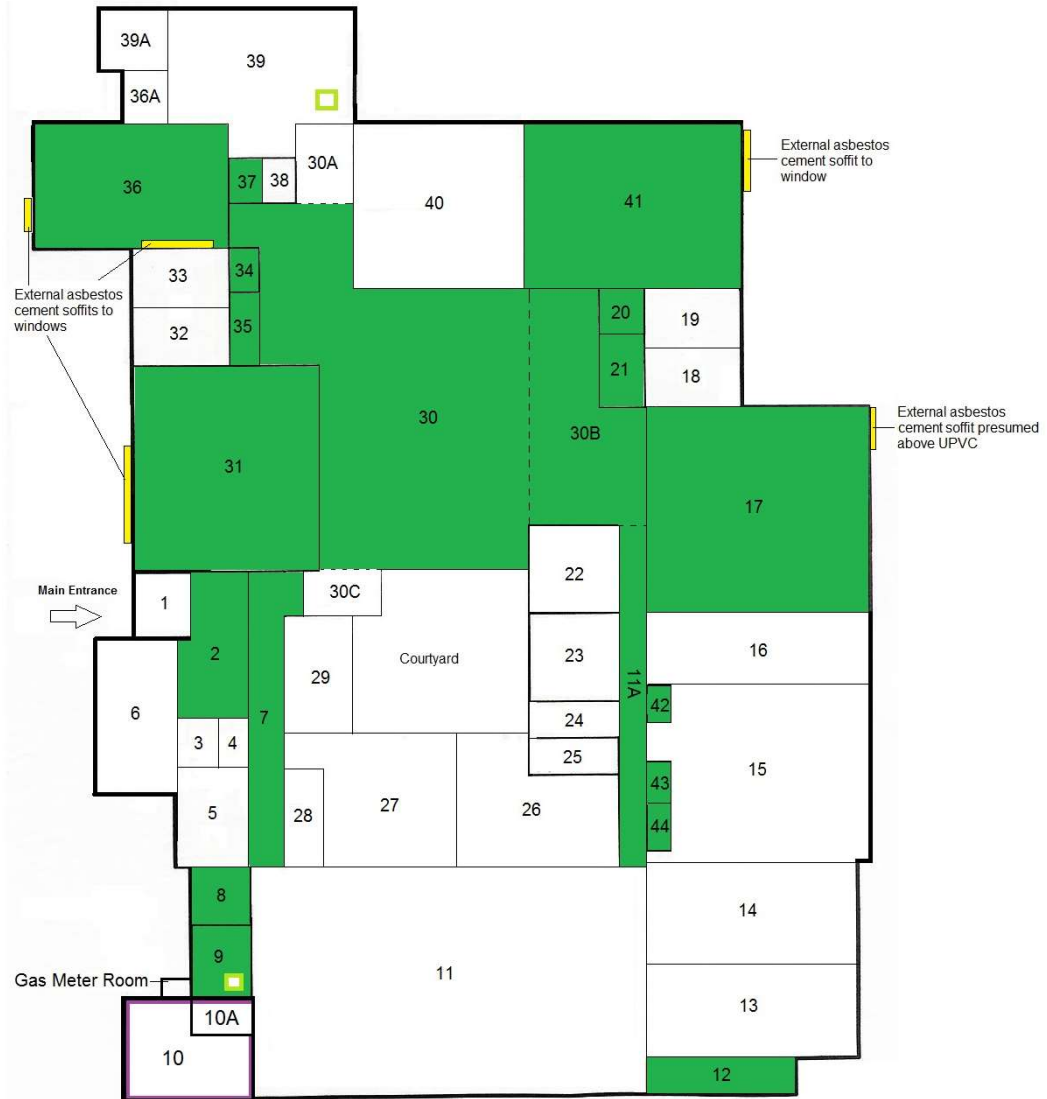 39A
39
36A
36
37
38
30A
40
41
External asbestos
cement soffit to
window
33
34
External asbestos
cement soffits to
windows
32
35
20
19
21
18
30
30B
External asbestos
cement soffit presumed
above UPVC
31
17
Main Entrance
1
30C
22
2
29
Courtyard
23
16
6
7
11A
42
24
3
4
25
15
5
28
27
26
43
44
8
14
9
11
Gas Meter Room
10A
13
10
12